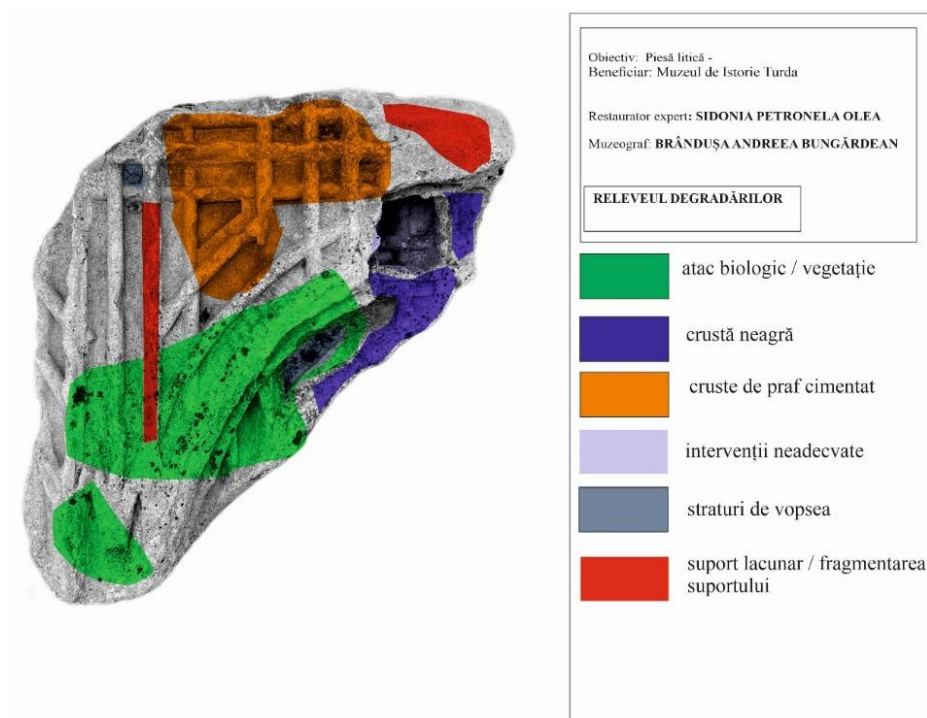 Obiectiv: Piesă litică -
Beneficiar: Muzeul de Istorie Turda
Restaurator expert: SIDONIA PETRONELA OLEA
Muzeograf: BRÂNDUȘA ANDREEA BUNGĂRDEAN
RELEVEUL DEGRADĂRILOR
atac biologic / vegetație
crustă neagră
cruste de praf cimentat
intervenții neadecvate
straturi de vopsea
suport lacunar / fragmentarea
suportului